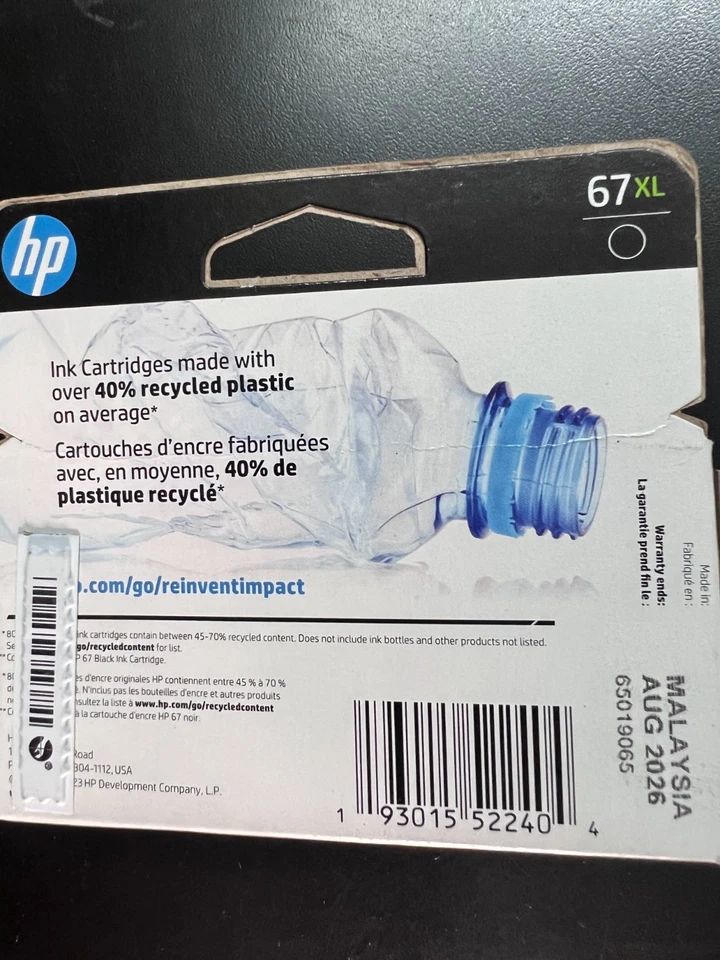 hp
67XL
Ink Cartridges made with
over 40% recycled plastic
on average*
Cartouches d'encre fabriquées
avec, en moyenne, 40% de
plastique recyclé*
.com/go/reinventimpact
*80
ink cartridges contain between 45-70% recycled content. Does not include ink bottles and other products not listed.
Se
go/recycledcontent for list.
**Co
P 67 Black Ink Cartridge.
es d'encre originales HP contiennent entre 45 % à 70 %
N'inclus pas les bouteilles d'encre et autres produits
nsultez la liste à www.hp.com/go/recycledcontent
à la cartouche d'encre HP 67 noir.
Road
304-1112, USA
23 HP Development Company, L.P.
1 93015 52240 4
Made in:
Fabriqué en :
Warranty ends:
La garantie prend fin le :
MALAYSIA
AUG 2026
65019065